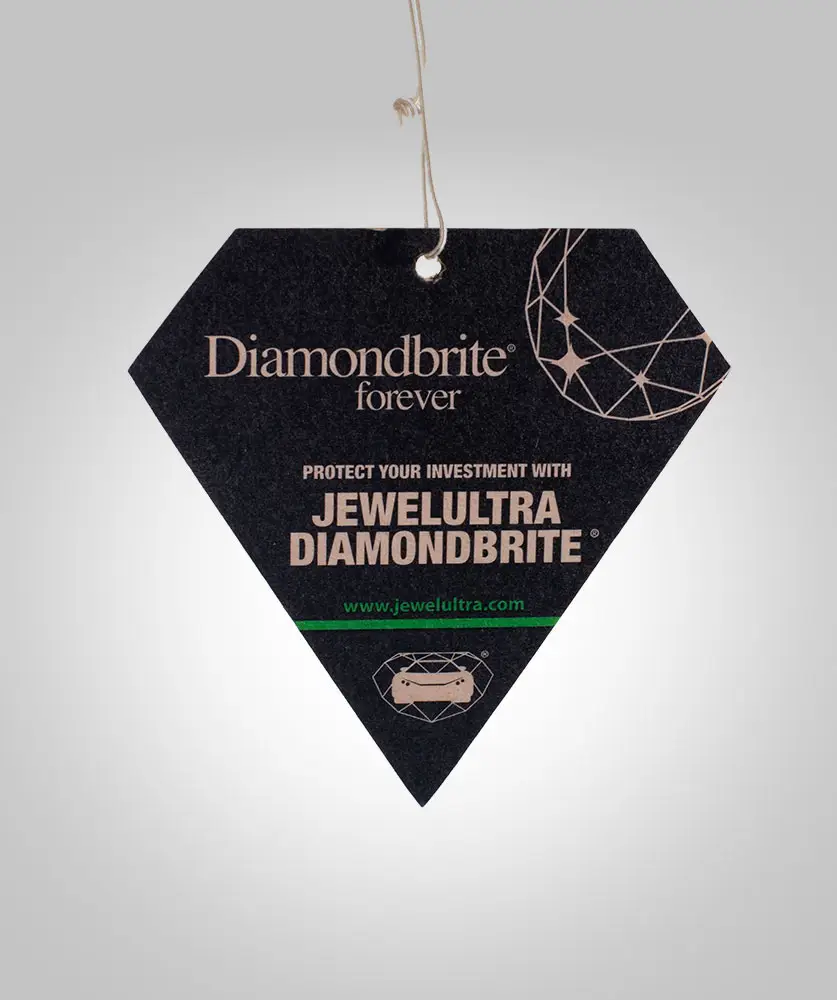 Diamondbrite®
forever
PROTECT YOUR INVESTMENT WITH
JEWELULTRA
DIAMONDBRITE®
www.jewelultra.com
®